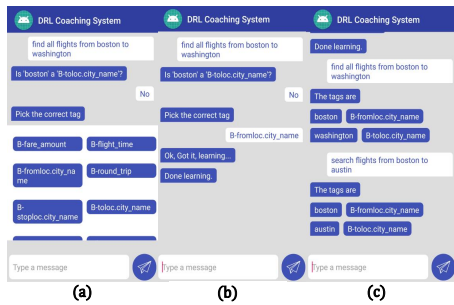 DRL Coaching System
find all flights from boston to
washington
Is 'boston' a 'B-toloc.city_name'?
No
Pick the correct tag
B-fare_amount
B-flight_time
B-fromloc.city_na
me
B-round_trip
B-
stoploc.city_name
B-toloc.city_name
Type a message
(a)
DRL Coaching System
find all flights from boston to
washington
Is 'boston' a 'B-toloc.city_name'?
No
Pick the correct tag
B-fromloc.city_name
Ok, Got it, learning...
Done learning.
Type a message
(b)
DRL Coaching System
Done learning.
find all flights from boston to
washington
The tags are
boston B-fromloc.city_name
washington B-toloc.city_name
search flights from boston to
austin
The tags are
boston B-fromloc.city_name
austin B-toloc.city_name
Type a message
(c)